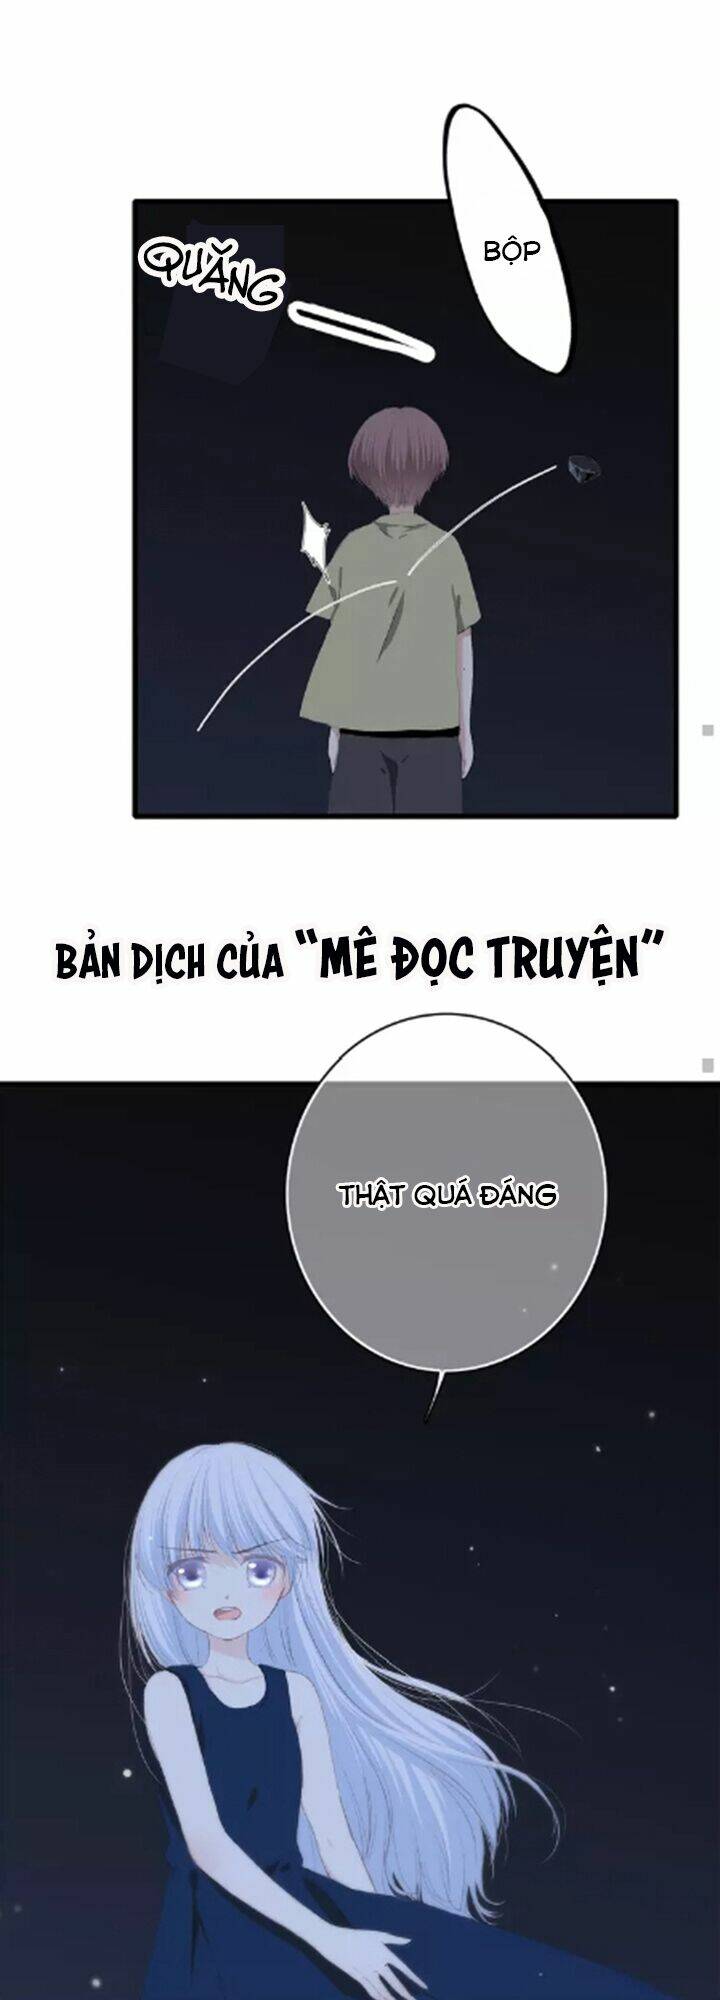 BỘP
QUĂNG
BẢN DỊCH CỦA “MÊ ĐỌC TRUYỆN”
THẬT QUÁ ĐÁNG